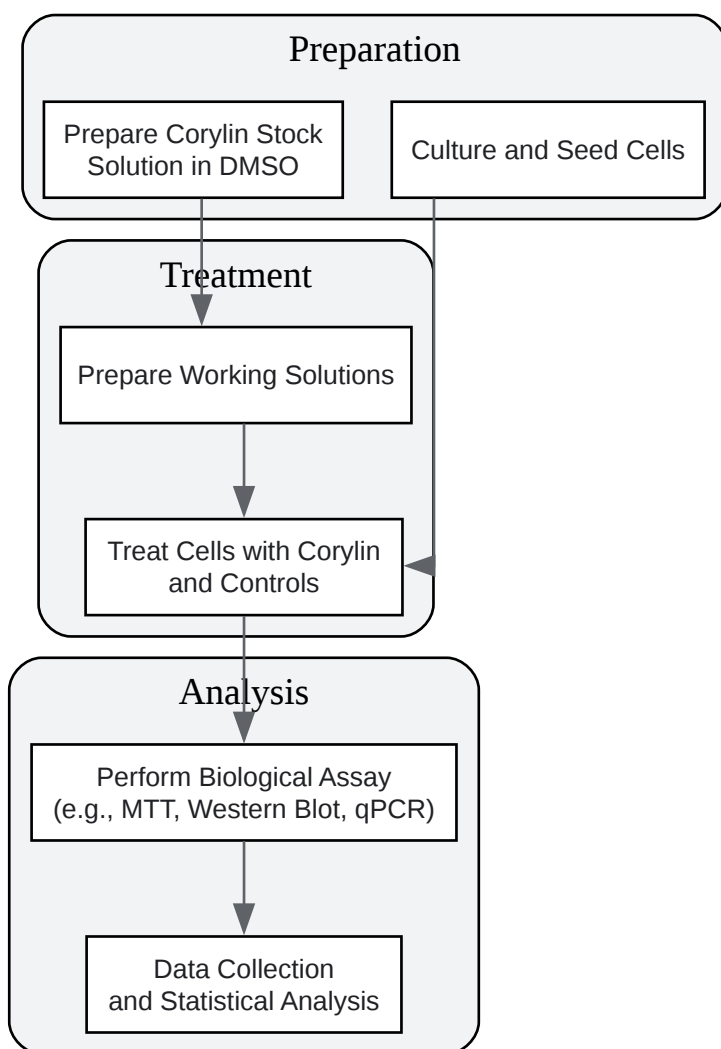 Preparation
Prepare Corylin Stock
Solution in DMSO
Culture and Seed Cells
Treatment
Prepare Working Solutions
Treat Cells with Corylin
and Controls
Analysis
Perform Biological Assay
(e.g., MTT, Western Blot, qPCR)
Data Collection
and Statistical Analysis